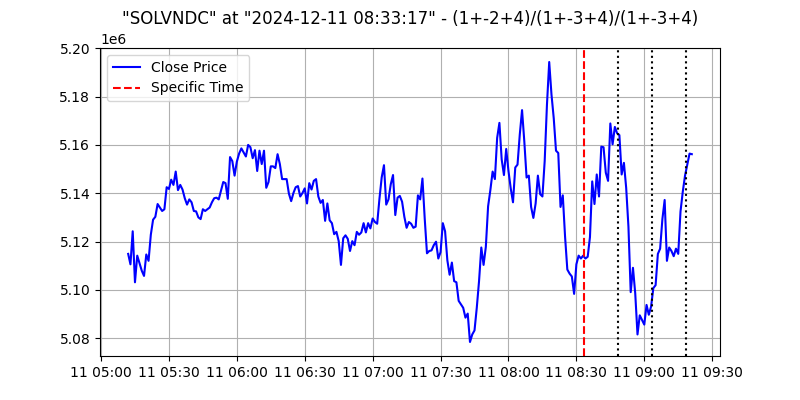 "SOLVNDC" at "2024-12-11 08:33:17" - (1+-2+4)/(1+-3+4)/(1+-3+4)
1e6
Close Price
Specific Time
5.20
5.18
5.16
5.14
5.12
5.10
5.08
11 05:00 11 05:30 11 06:00 11 06:30 11 07:00 11 07:30 11 08:00 11 08:30 11 09:00 11 09:30